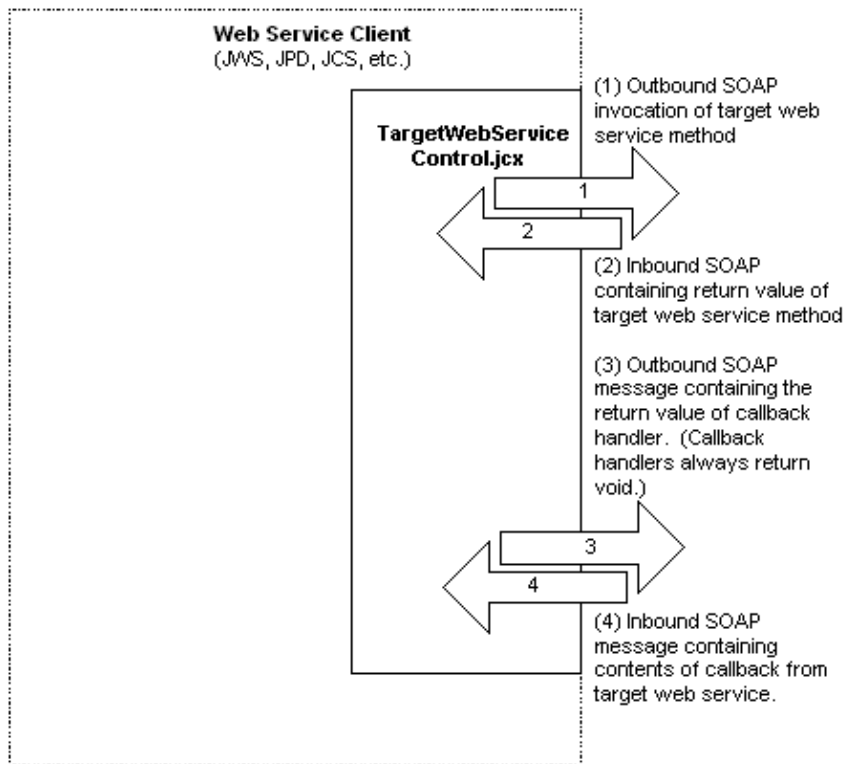 Web Service Client
(JWS, JPD, JCS, etc.)
TargetWebService
Control.jcx
(1) Outbound SOAP
invocation of target web
service method
1
2
(2) Inbound SOAP
containing return value of
target web service method
(3) Outbound SOAP
message containing the
return value of callback
handler. (Callback
handlers always return
void.)
3
4
(4) Inbound SOAP
message containing
contents of callback from
target web service.